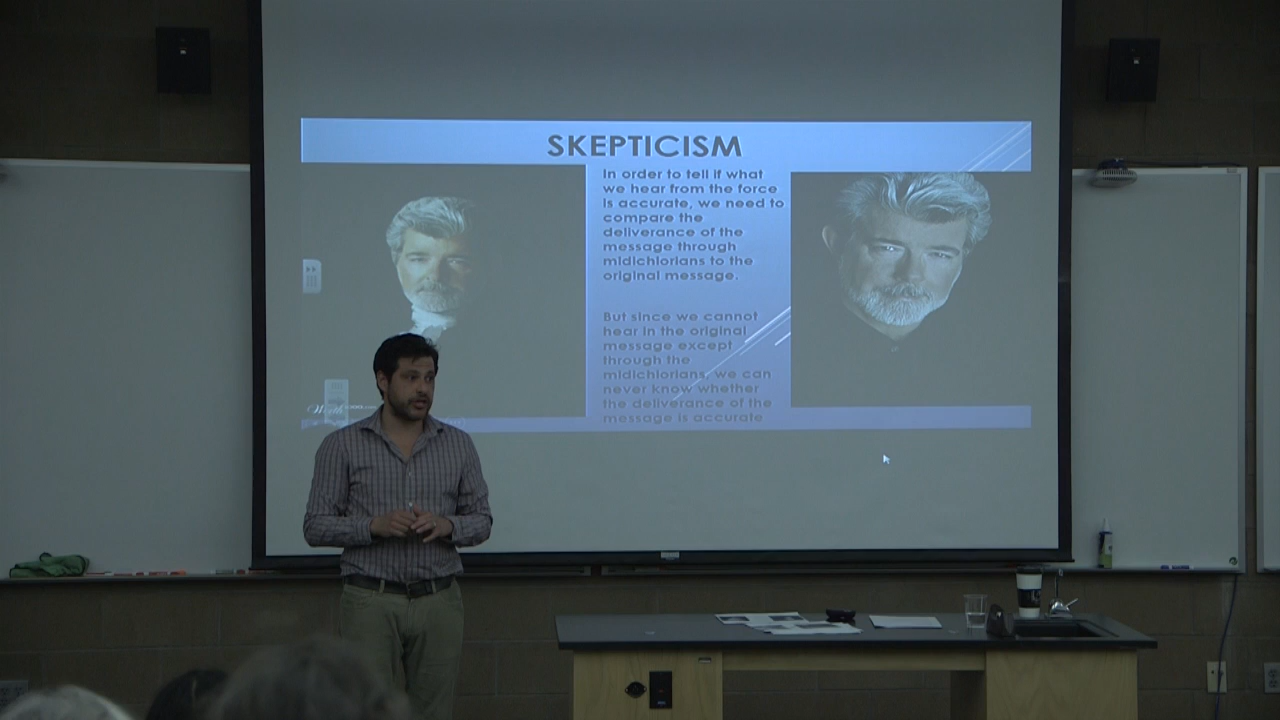 SKEPTICISM
In order to tell if what
we hear from the force
is accurate, we need to
compare the
deliverance of the
message through
midichlorians to the
original message.
But since we cannot
hear in the original
message except
through the
midichlorians, we can
never know whether
the deliverance of the
message is accurate
Worth